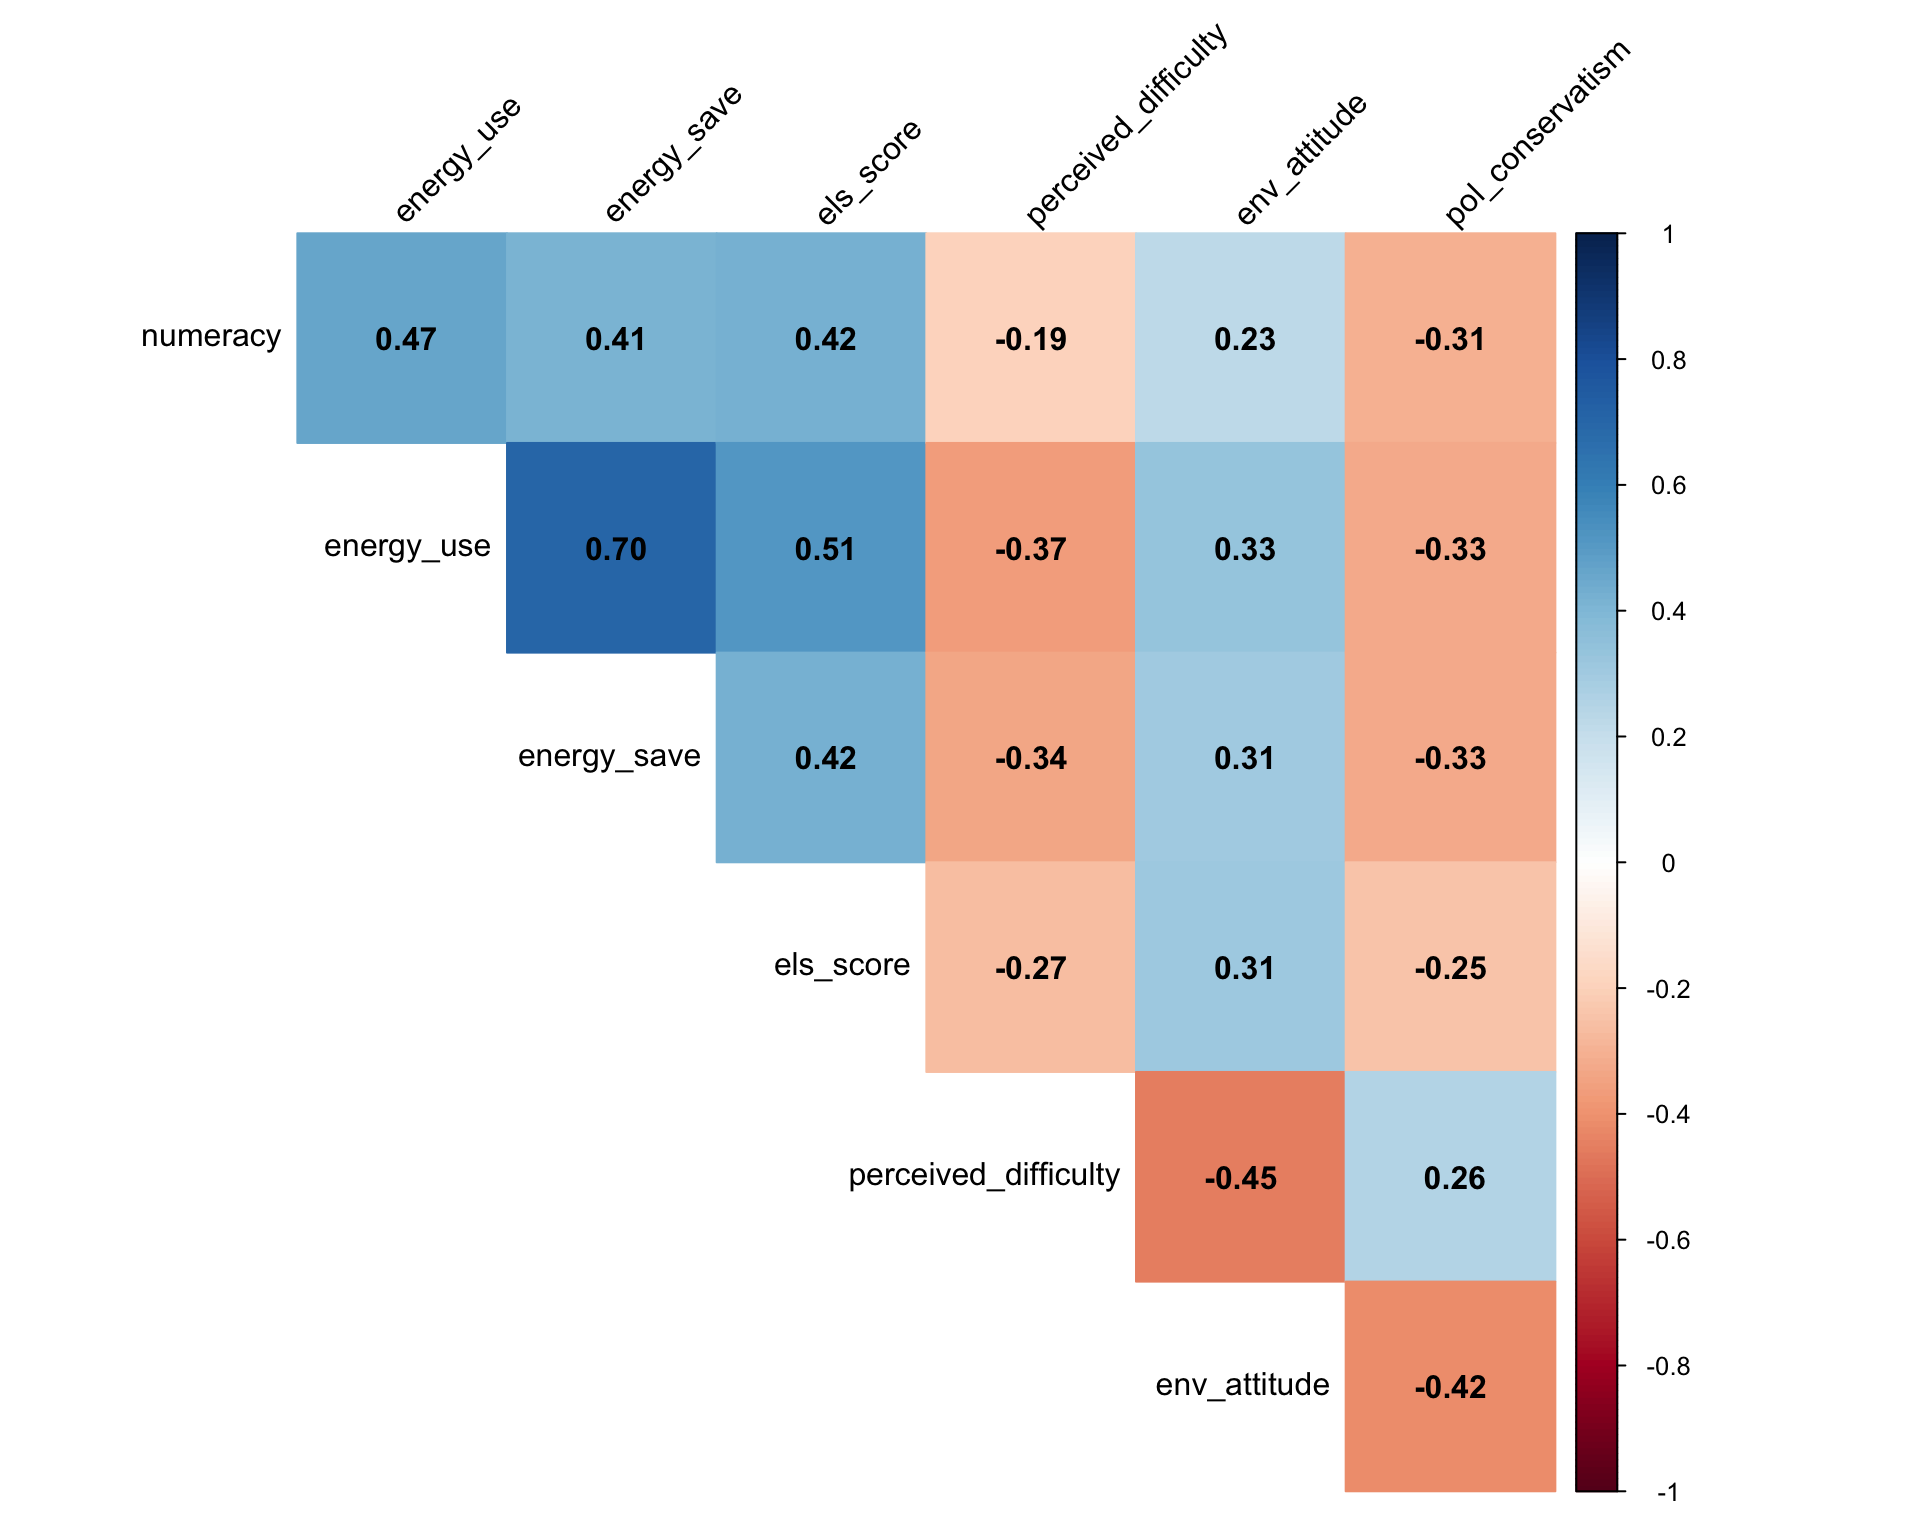 energy_use energy_save els_score perceived_difficulty env_attitude pol_conservatism
numeracy 0.47 0.41 0.42 -0.19 0.23 -0.31
energy_use 0.70 0.51 -0.37 0.33 -0.33
energy_save 0.42 -0.34 0.31 -0.33
els_score -0.27 0.31 -0.25
perceived_difficulty -0.45 0.26
env_attitude -0.42
1
0.8
0.6
0.4
0.2
0
-0.2
-0.4
-0.6
-0.8
-1